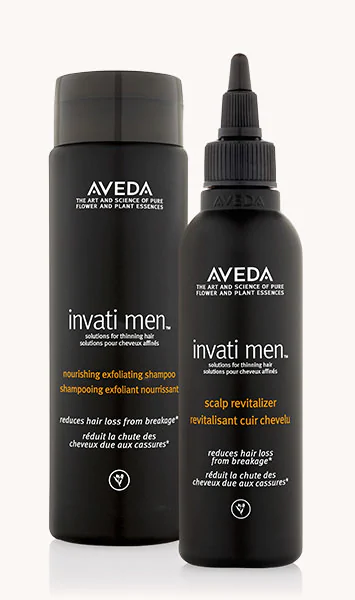 AVEDA
THE ART AND SCIENCE OF PURE
FLOWER AND PLANT ESSENCES
invati men™
solutions for thinning hair
solutions pour cheveux affinés
nourishing exfoliating shampoo
shampooing exfoliant nourrissant
reduces hair loss from breakage*
réduit la chute des
cheveux due aux cassures*
AVEDA
AVEDA
THE ART AND SCIENCE OF PURE
FLOWER AND PLANT ESSENCES
invati men™
solutions for thinning hair
solutions pour cheveux affinés
scalp revitalizer
revitalisant cuir chevelu
reduces hair loss
from breakage*
réduit la chute des
cheveux due aux cassures*